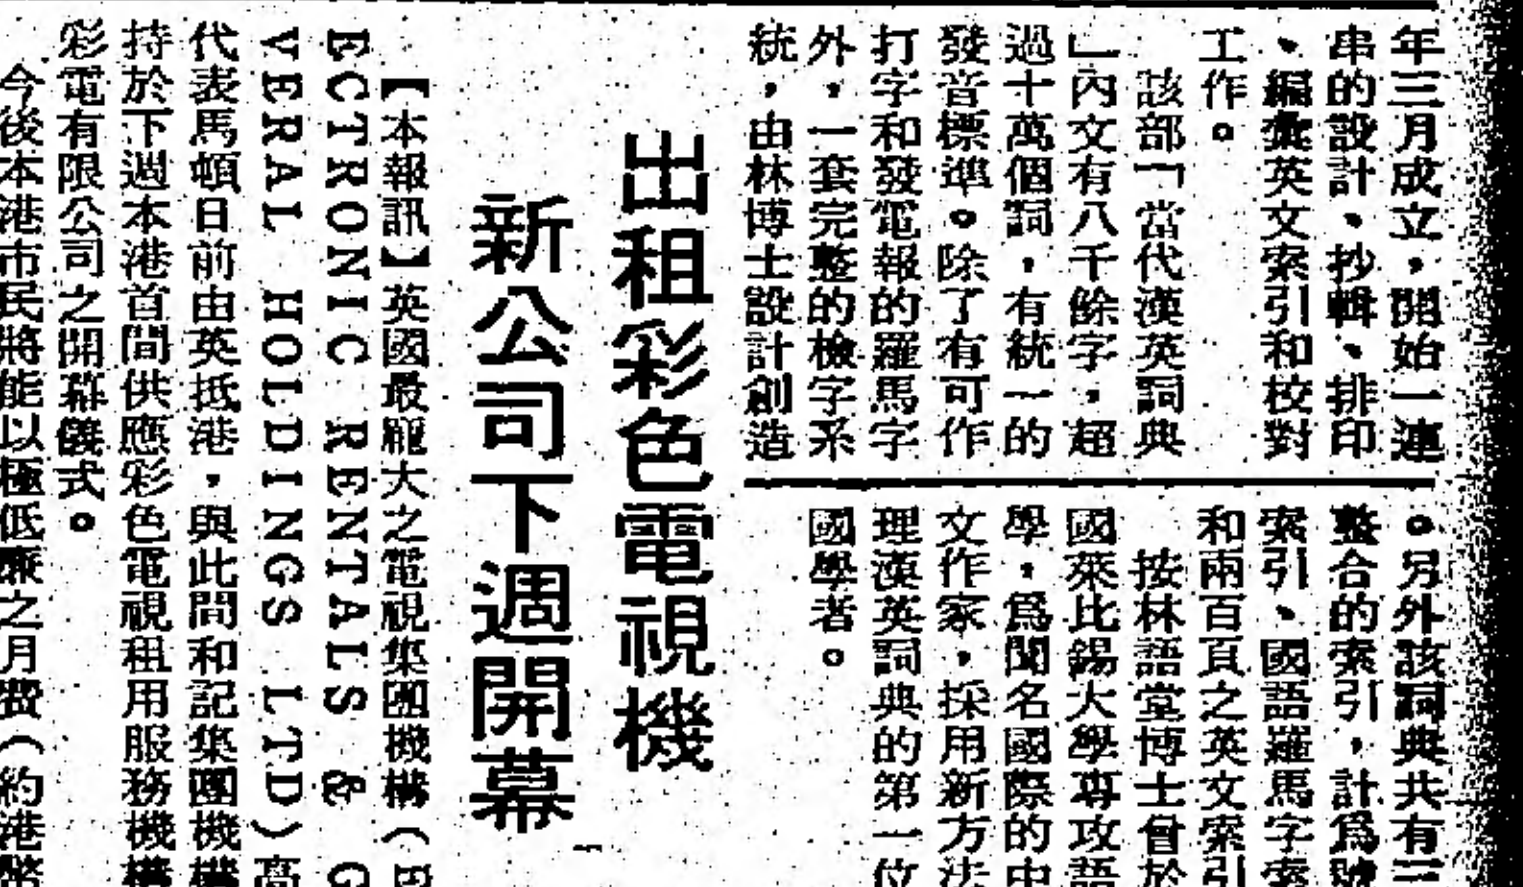 年三月成立，開始一連
串的設計、抄輯、排印
、編彙英文索引和校對
工作。
該部「當代漢英詞典
」內文有八千餘字，超
過十萬個詞，有統一的
發音標準。除了有可作
打字和發電報的羅馬字
外，一套完整的檢字系
統，由林博士設計創造
。另外該詞典共有三
整合的索引，計爲號
索引、國語羅馬字索
和兩百頁之英文索引
按林語堂博士曾於
國萊比錫大學專攻語
學，爲聞名國際的中
文作家，採用新方法
理漢英詞典的第一位
國學者。
出租彩色電視機
新公司下週開幕
【本報訊】英國最龐大之電視集團機構（E
ECTRONIC RENTALS & G
VERAL HOLDINGS LTD）高
代表馬頓日前由英抵港，與此間和記集團機構
持於下週本港首間供應彩色電視租用服務機構
彩電有限公司之開幕儀式。
今後本港市民將能以極低廉之月費（約港幣